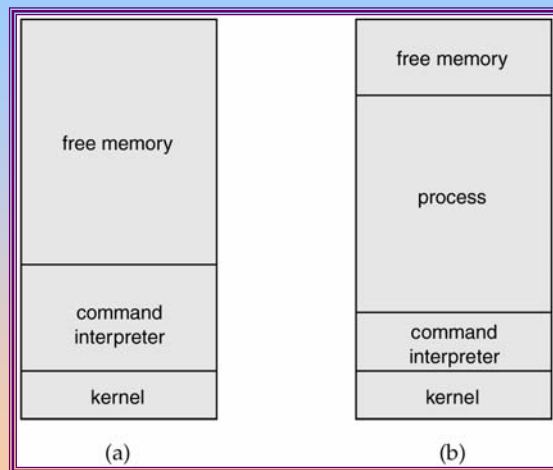 free memory
command
interpreter
kernel
(a)
free memory
process
command
interpreter
kernel
(b)